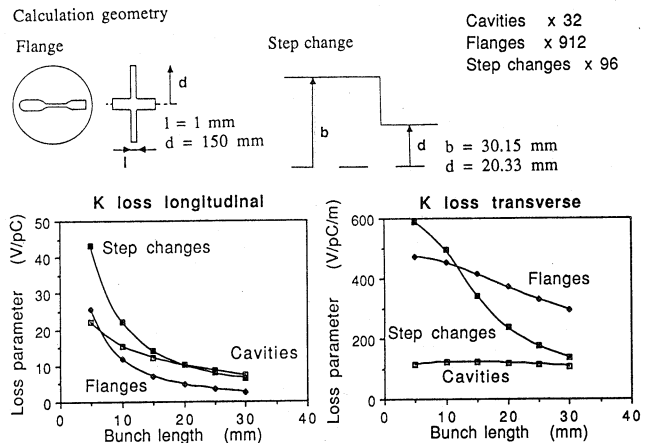 Calculation geometry
Flange
Step change
Cavities x 32
Flanges x 912
Step changes x 96
d
l = 1 mm
d = 150 mm
l
b
d
b = 30.15 mm
d = 20.33 mm
K loss longitudinal
Loss parameter (V/pC)
50
40
30
20
10
0
Step changes
Cavities
Flanges
0
10
20
30
40
Bunch length (mm)
K loss transverse
Loss parameter (V/pC/m)
600
400
200
0
Flanges
Step changes
Cavities
0
10
20
30
40
Bunch length (mm)